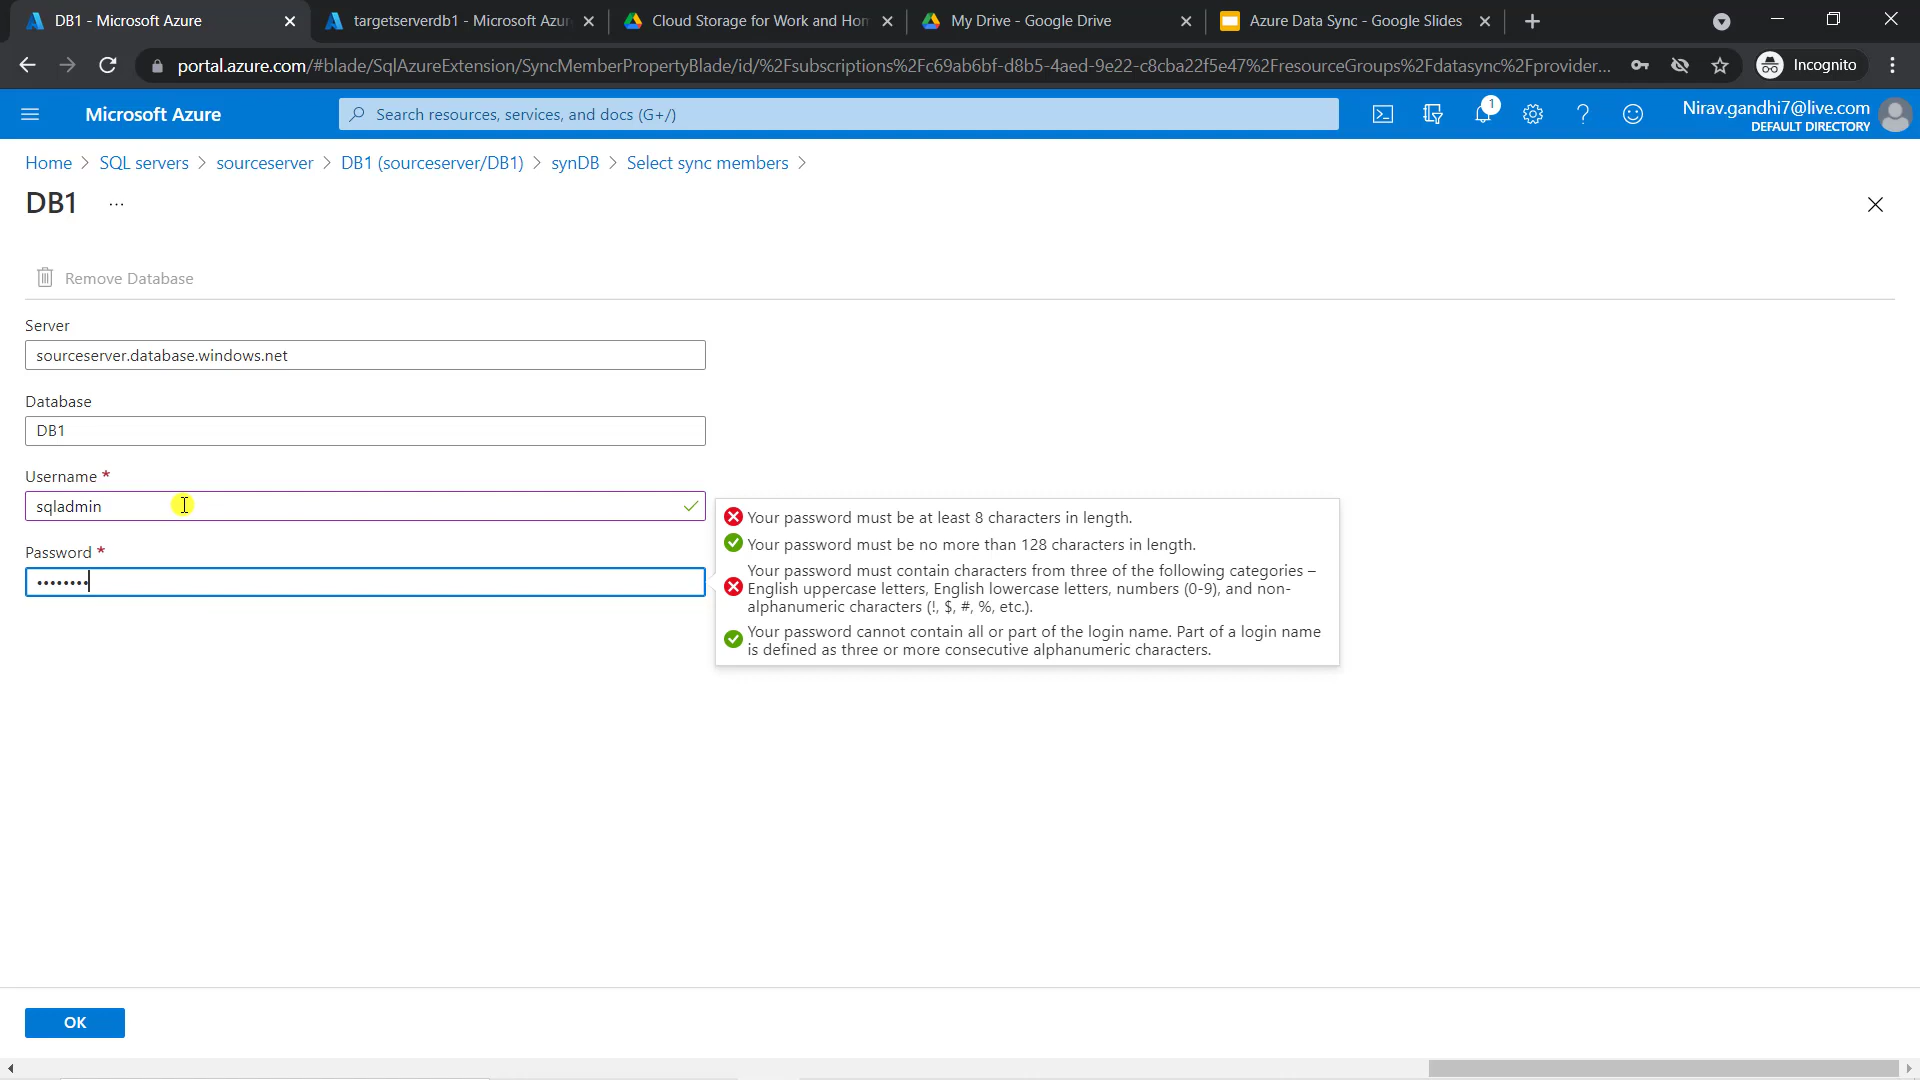 DB1 - Microsoft Azure
targetserverdb1 - Microsoft Azur
Cloud Storage for Work and Hom
My Drive - Google Drive
Azure Data Sync - Google Slides
portal.azure.com/#blade/SqlAzureExtension/SyncMemberPropertyBlade/id/%2Fsubscriptions%2Fc69ab6bf-d8b5-4aed-9e22-c8cba22f5e47%2FresourceGroups%2Fdatasync%2Fprovider...
Incognito
Microsoft Azure
Search resources, services, and docs (G+/)
1
Nirav.gandhi7@live.com
DEFAULT DIRECTORY
Home > SQL servers > sourceserver > DB1 (sourceserver/DB1) > synDB > Select sync members >
DB1 ...
Remove Database
Server
sourceserver.database.windows.net
Database
DB1
Username *
sqladmin
Password *
••••••••
Your password must be at least 8 characters in length.
Your password must be no more than 128 characters in length.
Your password must contain characters from three of the following categories –
English uppercase letters, English lowercase letters, numbers (0-9), and non-
alphanumeric characters (!, $, #, %, etc.).
Your password cannot contain all or part of the login name. Part of a login name
is defined as three or more consecutive alphanumeric characters.
OK